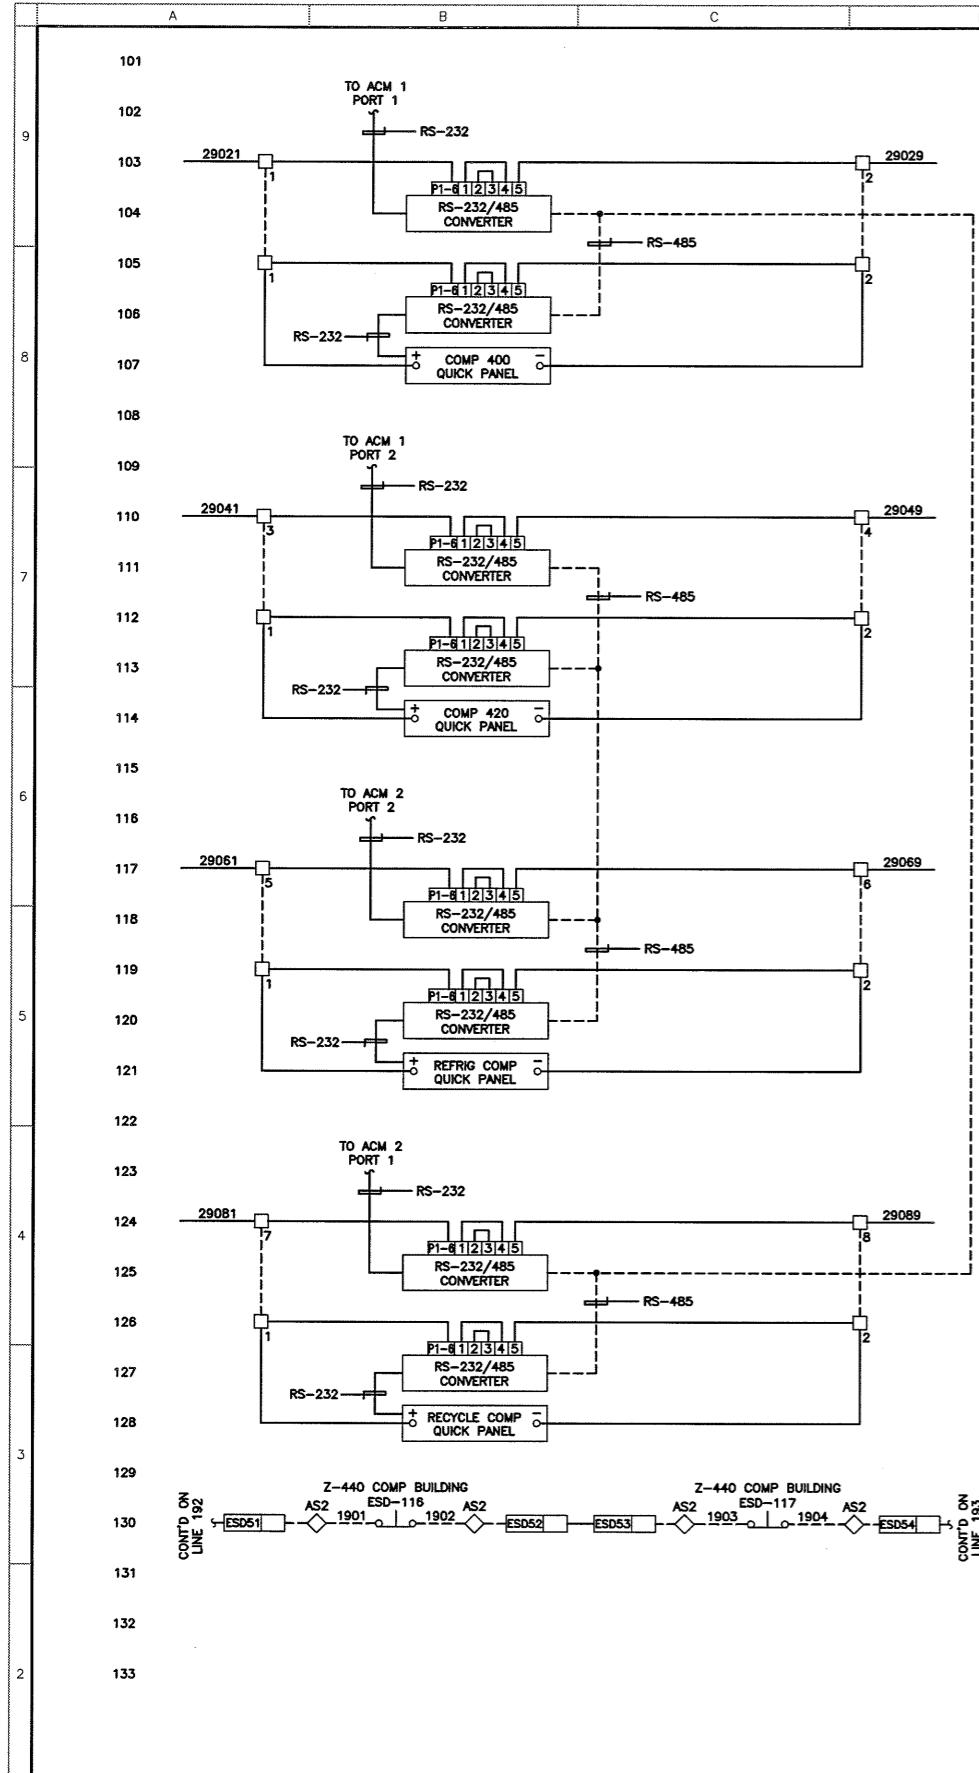 A B C
101
TO ACM 1
PORT 1
102
9
RS-232
103 29021 1 2 29029
P1-6 1 2 3 4 5
104 RS-232/485
CONVERTER
RS-485
105 1 2
P1-6 1 2 3 4 5
106 RS-232/485
CONVERTER
RS-232
8
107 + COMP 400 -
QUICK PANEL
108
TO ACM 1
PORT 2
109
RS-232
110 29041 3 4 29049
P1-6 1 2 3 4 5
111 RS-232/485
CONVERTER
7
RS-485
112 1 2
P1-6 1 2 3 4 5
113 RS-232/485
CONVERTER
RS-232
114 + COMP 420 -
QUICK PANEL
115
6
TO ACM 2
PORT 2
116
RS-232
117 29061 5 6 29069
P1-6 1 2 3 4 5
118 RS-232/485
CONVERTER
RS-485
119 1 2
P1-6 1 2 3 4 5
5
120 RS-232/485
CONVERTER
RS-232
121 + REFRIG COMP -
QUICK PANEL
122
TO ACM 2
PORT 1
123
RS-232
124 29081 7 8 29089
4
P1-6 1 2 3 4 5
125 RS-232/485
CONVERTER
RS-485
126 1 2
P1-6 1 2 3 4 5
127 RS-232/485
CONVERTER
RS-232
128 + RECYCLE COMP -
QUICK PANEL
3
129
Z-440 COMP BUILDING
ESD-116
Z-440 COMP BUILDING
ESD-117
130
CONT'D ON
LINE 192
ESD51 AS2 1901 1902 AS2 ESD52 ESD53 AS2 1903 1904 AS2 ESD54
CONT'D ON
LINE 193
131
132
2
133